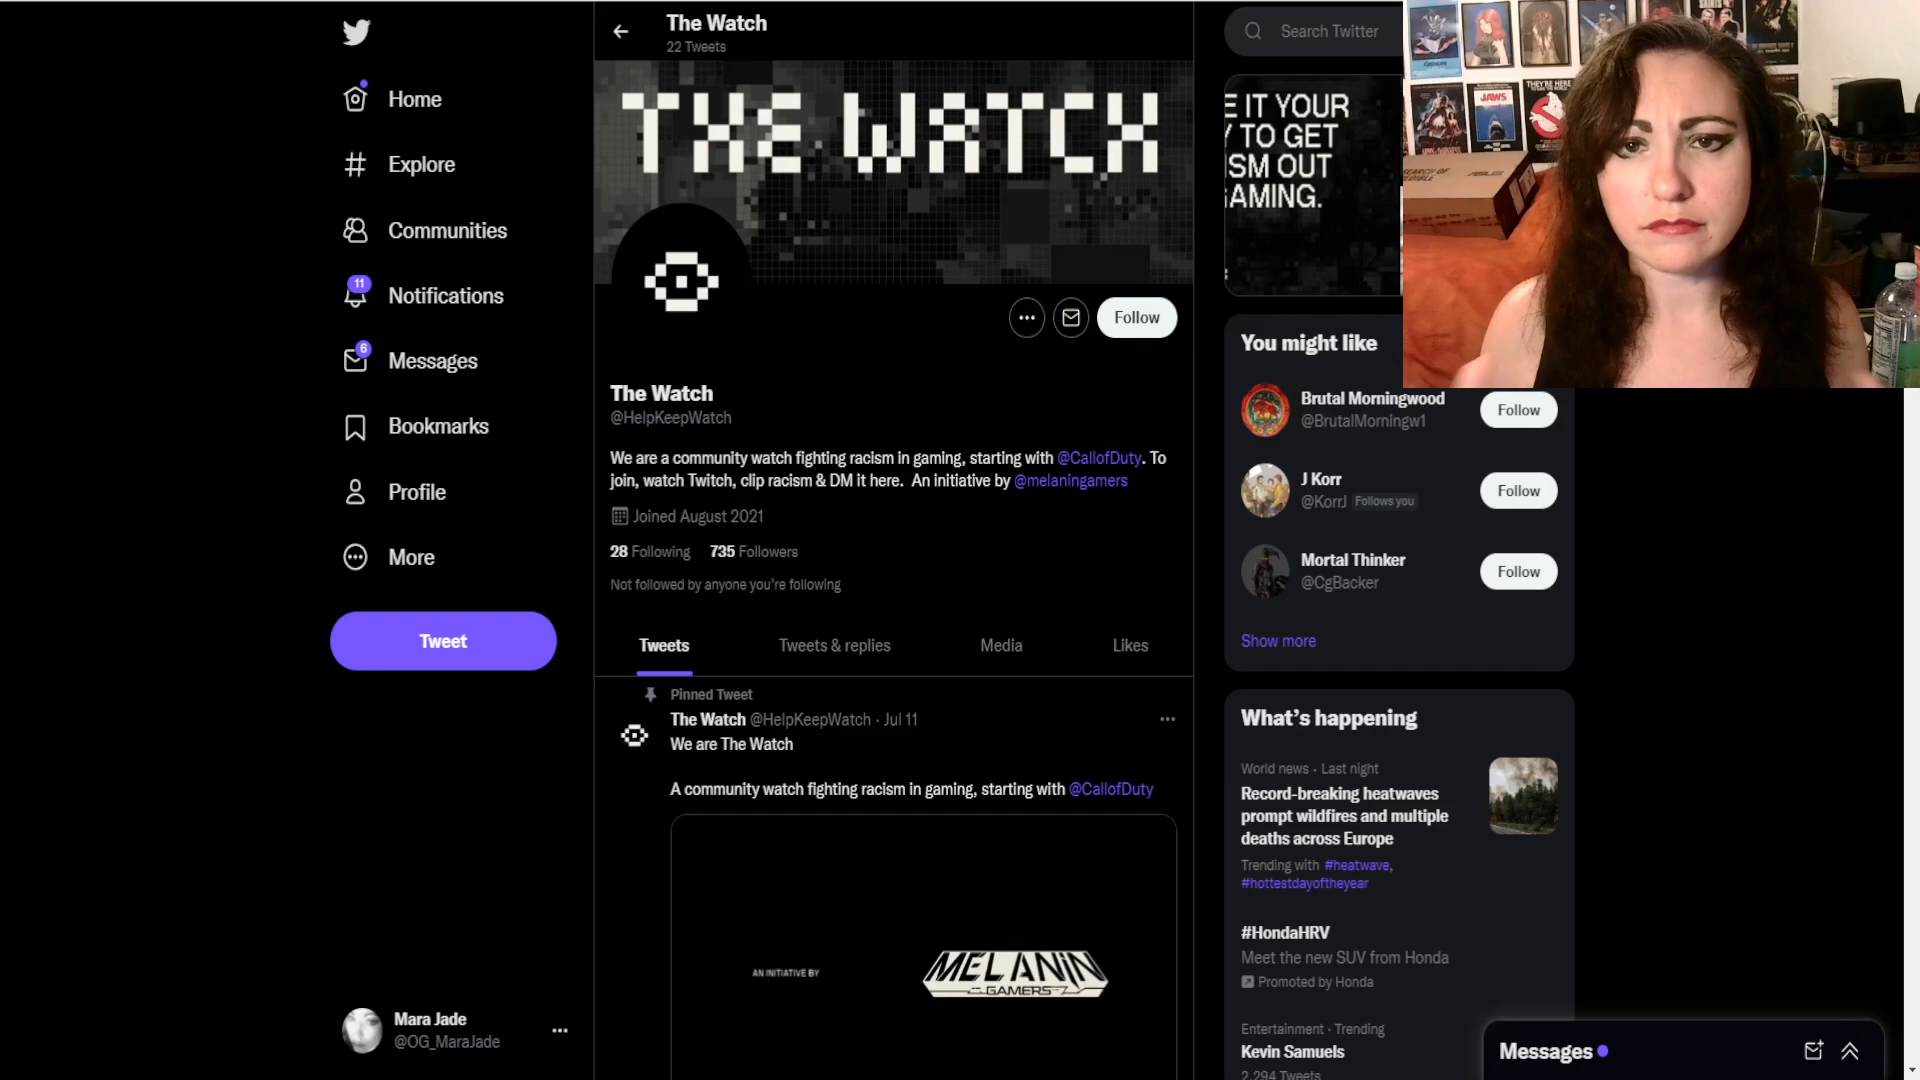 The Watch
22 Tweets
THE WATCH
Home
Explore
Communities
11
Notifications
6
Messages
Bookmarks
Profile
More
Tweet
Mara Jade
@OG_MaraJade
Follow
The Watch
@HelpKeepWatch
We are a community watch fighting racism in gaming, starting with @CallofDuty. To
join, watch Twitch, clip racism & DM it here. An initiative by @melaningamers
Joined August 2021
28 Following 735 Followers
Not followed by anyone you're following
Tweets Tweets & replies Media Likes
Pinned Tweet
The Watch @HelpKeepWatch · Jul 11
We are The Watch
A community watch fighting racism in gaming, starting with @CallofDuty
AN INITIATIVE BY
MELANIN
GAMERS
Search Twitter
E IT YOUR
Y TO GET
ISM OUT
GAMING.
You might like
Brutal Morningwood
@BrutalMorningw1
Follow
J Korr
@KorrJ Follows you
Follow
Mortal Thinker
@CgBacker
Follow
Show more
What's happening
World news · Last night
Record-breaking heatwaves
prompt wildfires and multiple
deaths across Europe
Trending with #heatwave,
#hottestdayoftheyear
#HondaHRV
Meet the new SUV from Honda
Promoted by Honda
Entertainment · Trending
Kevin Samuels
2,294 Tweets
Messages
JAWS
THEY'RE HERE
ASUS